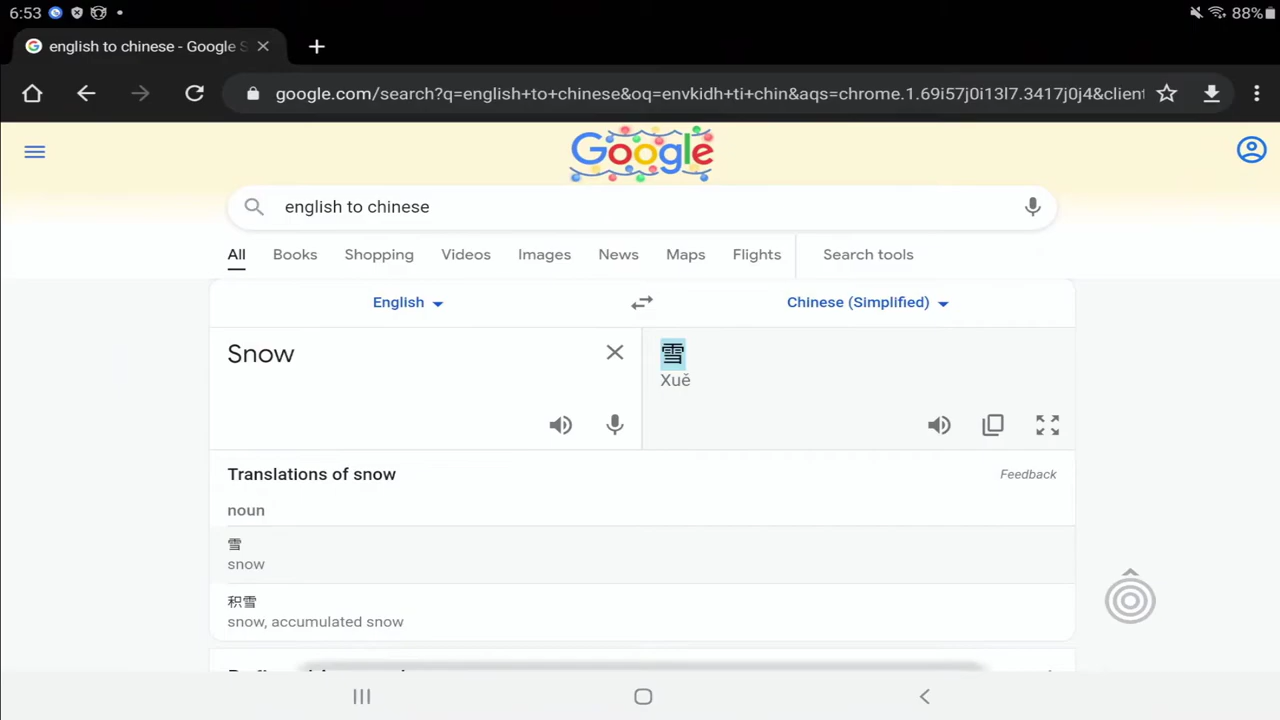 6:53
88%
english to chinese - Google S
google.com/search?q=english+to+chinese&oq=envkidh+ti+chin&aqs=chrome.1.69i57j0i13l7.3417j0j4&client
Google
english to chinese
All Books Shopping Videos Images News Maps Flights Search tools
English Chinese (Simplified)
Snow 雪
Xuě
Translations of snow Feedback
noun
雪
snow
积雪
snow, accumulated snow